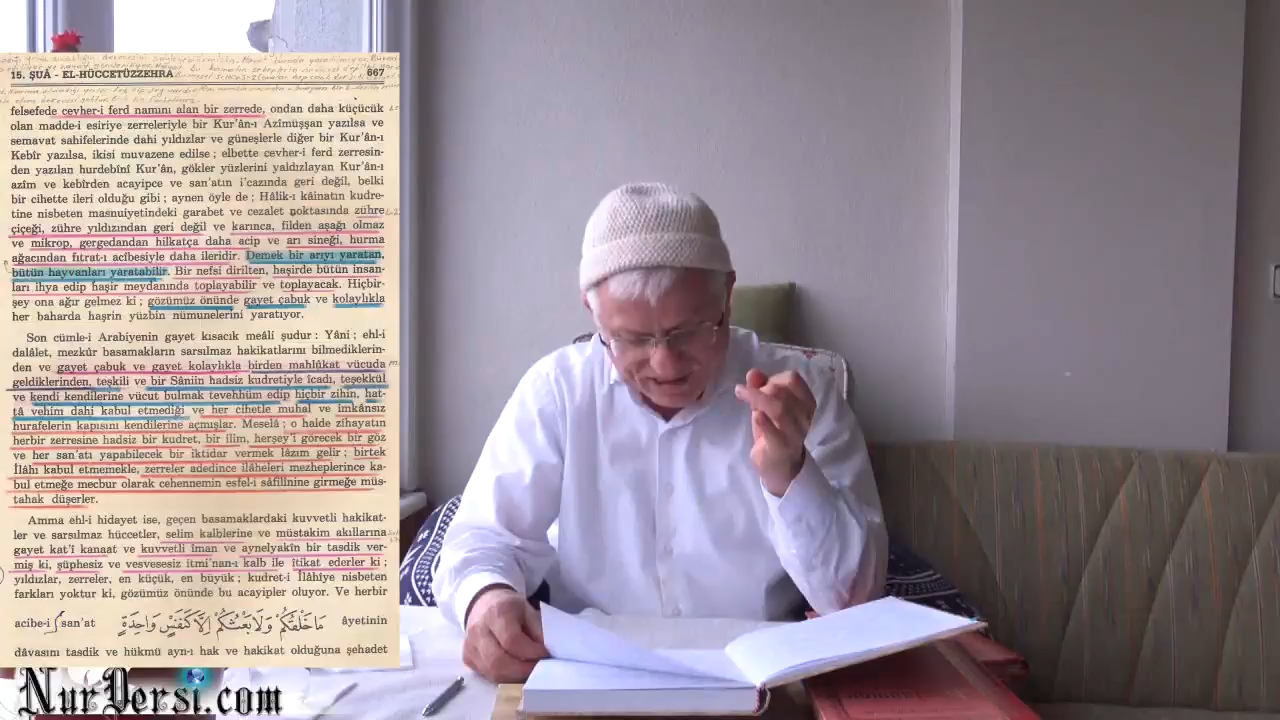 15. ŞUÂ - EL-HÜCCETÜZZEHRA 667
felsefede cevher-i ferd namını alan bir zerrede, ondan daha küçücük
olan madde-i esiriye zerreleriyle bir Kur'ân-ı Azîmüşşan yazılsa ve
semavat sahifelerinde dahi yıldızlar ve güneşlerle diğer bir Kur'ân-ı
Kebîr yazılsa, ikisi muvazene edilse ; elbette cevher-i ferd zerresin-
den yazılan hurdebînî Kur'ân, gökler yüzlerini yaldızlayan Kur'ân-ı
azîm ve kebîrden acayipce ve san'atın i'cazında geri değil, belki
bir cihette ileri olduğu gibi ; aynen öyle de ; Hâlik-ı kâinatın kudre-
tine nisbeten masnuiyetindeki garabet ve cezalet noktasında zühre
çiçeği, zühre yıldızından geri değil ve karınca, filden aşağı olmaz
ve mikrop, gergedandan hilkatça daha acip ve arı sineği, hurma
ağacından fıtrat-ı acîbesiyle daha ileridir. Demek bir arıyı yaratan,
bütün hayvanları yaratabilir. Bir nefsi dirilten, haşirde bütün insan-
ları ihya edip haşir meydanında toplayabilir ve toplayacak. Hiçbir-
şey ona ağır gelmez ki ; gözümüz önünde gayet çabuk ve kolaylıkla
her baharda haşrin yüzbin nümunelerini yaratıyor.
Son cümle-i Arabiyenin gayet kısacık meâli şudur : Yâni ; ehl-i
dalâlet, mezkûr basamakların sarsılmaz hakikatlarını bilmediklerin-
den ve gayet çabuk ve gayet kolaylıkla birden mahlûkat vücuda
geldiklerinden, teşkili ve bir Sâniin hadsiz kudretiyle îcadı, teşekkül
ve kendi kendilerine vücut bulmak tevehhüm edip hiçbir zihin, hat-
tâ vehim dahi kabul etmediği ve her cihetle muhal ve imkânsız
hurafelerin kapısını kendilerine açmışlar. Meselâ ; o halde zîhayatın
herbir zerresine hadsiz bir kudret, bir ilim, herşey'i görecek bir göz
ve her san'atı yapabilecek bir iktidar vermek lâzım gelir ; birtek
İlâhı kabul etmemekle, zerreler adedince ilâheleri mezheplerince ka-
bul etmeğe mecbur olarak cehennemin esfel-i sâfilînine girmeğe müs-
tahak düşerler.
Amma ehl-i hidayet ise, geçen basamaklardaki kuvvetli hakikat-
ler ve sarsılmaz hüccetler, selim kalblerine ve müstakim akıllarına
gayet kat'î kanaat ve kuvvetli îman ve aynelyakîn bir tasdik ver-
miş ki, şüphesiz ve vesvesesiz itmi'nan-ı kalb ile îtikat ederler ki ;
yıldızlar, zerreler, en küçük, en büyük ; kudret-i İlâhiye nisbeten
farkları yoktur ki, gözümüz önünde bu acayipler oluyor. Ve herbir
acibe-i san'at مَا خَلْقُكُمْ وَلَا بَعْثُكُمْ اِلَّا كَنَفْسٍ وَاحِدَةٍ âyetinin
dâvasını tasdik ve hükmü ayn-ı hak ve hakikat olduğuna şehadet
NurDersi.com